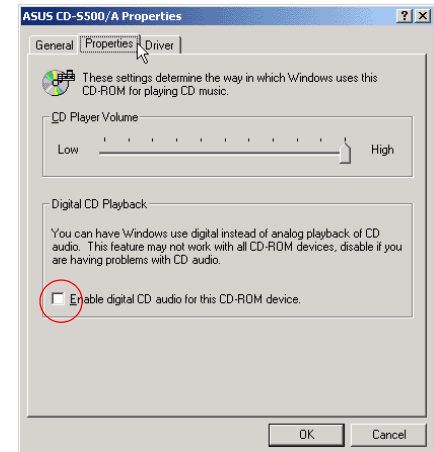 ASUS CD-S500/A Properties
General Properties Driver
These settings determine the way in which Windows uses this
CD-ROM for playing CD music.
CD Player Volume
Low High
Digital CD Playback
You can have Windows use digital instead of analog playback of CD
audio. This feature may not work with all CD-ROM devices, disable if you
are having problems with CD audio.
Enable digital CD audio for this CD-ROM device.
OK Cancel